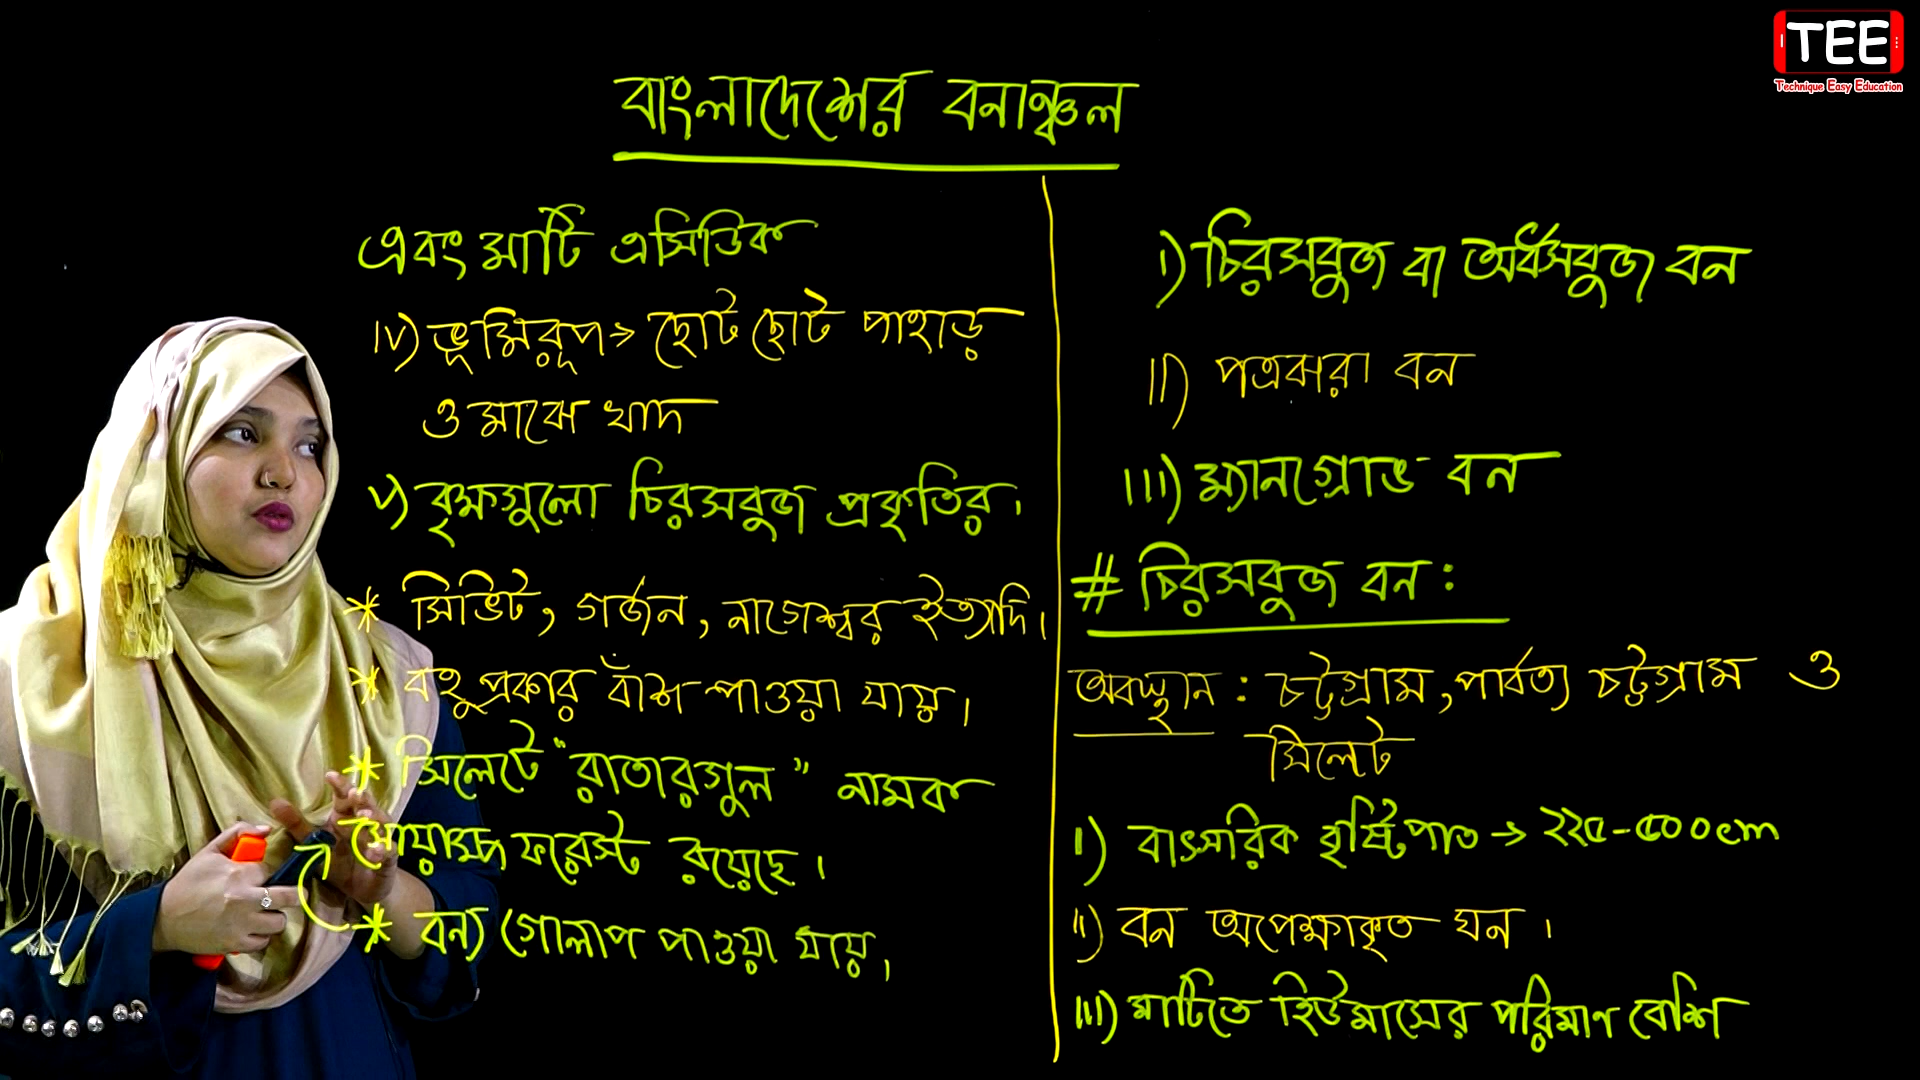 TEE
Technique Easy Education
বাংলাদেশের বনাঞ্চল
এবং মাটি এসিডিক
iv) ভূমিরূপ → ছোট ছোট পাহাড়
ও মাঝে খাদ
v) বৃক্ষগুলো চিরসবুজ প্রকৃতির।
* সিভিট, গর্জন, নাগেশ্বর ইত্যাদি।
* বহুপ্রকার বাঁশ পাওয়া যায়।
* সিলেটে "রাতারগুল" নামক
সোয়াম্প ফরেস্ট রয়েছে।
* বন্য গোলাপ পাওয়া যায়।
i) চিরসবুজ বা অর্ধসবুজ বন
ii) পত্রঝরা বন
iii) ম্যানগ্রোভ বন
# চিরসবুজ বন :
অবস্থান : চট্টগ্রাম, পার্বত্য চট্টগ্রাম ও
সিলেট
i) বাৎসরিক বৃষ্টিপাত → ২২৫-৫০০cm
ii) বন অপেক্ষাকৃত ঘন।
iii) মাটিতে হিউমাসের পরিমাণ বেশি